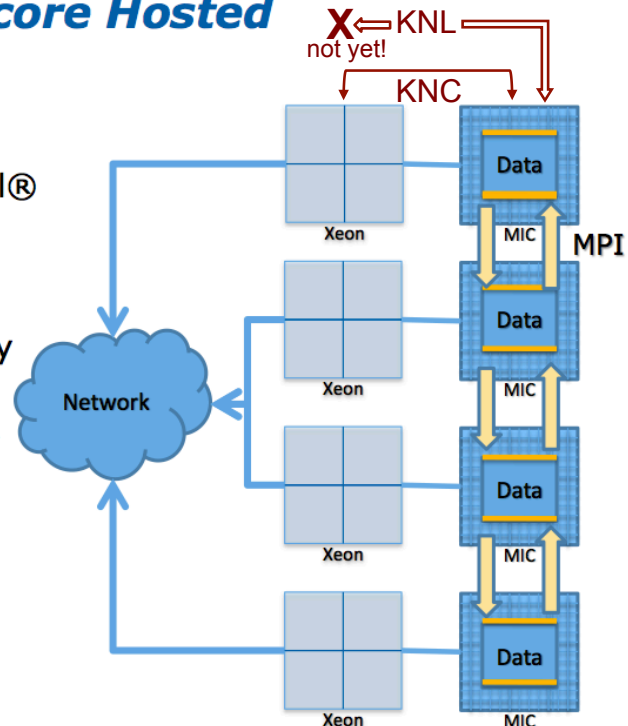 core Hosted
X KNL
not yet!
KNC
l®
Data
Xeon
MIC
MPI
Data
y
Xeon
MIC
Network
Data
Xeon
MIC
Data
Xeon
MIC